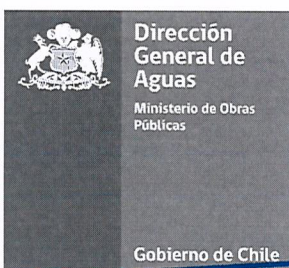 Dirección
General de
Aguas
Ministerio de Obras
Públicas
Gobierno de Chile